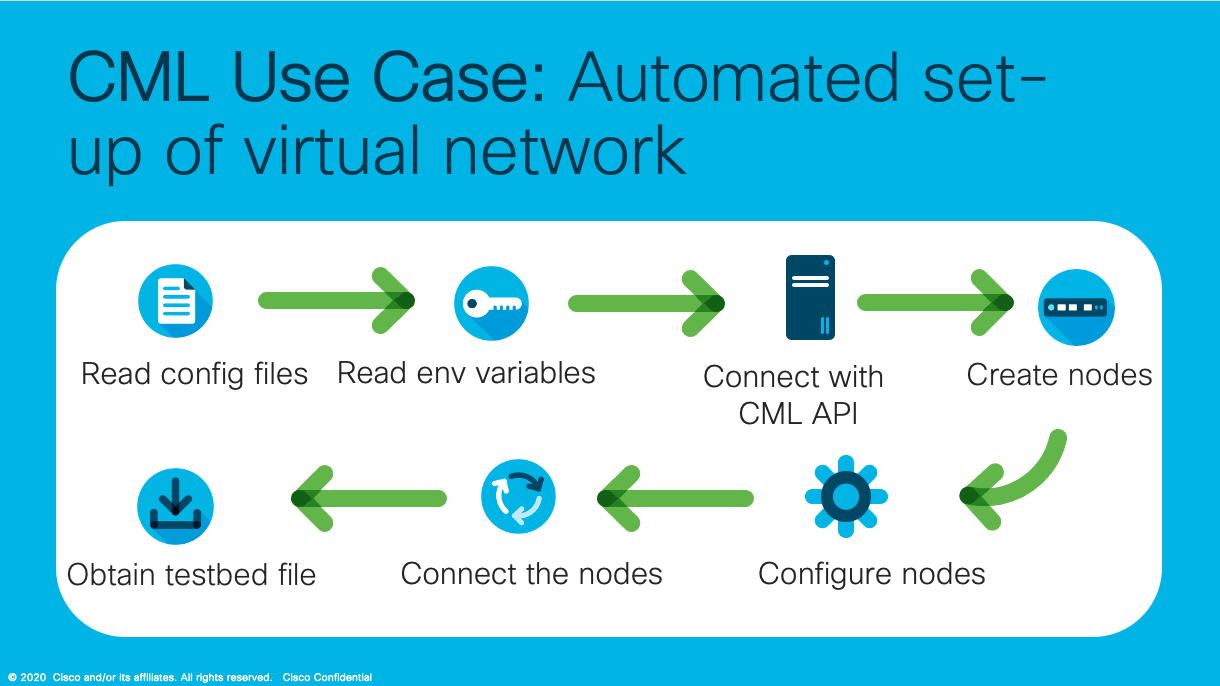 CML Use Case: Automated set-
up of virtual network
Read config files
Read env variables
Connect with
CML API
Create nodes
Configure nodes
Connect the nodes
Obtain testbed file
© 2020 Cisco and/or its affiliates. All rights reserved. Cisco Confidential